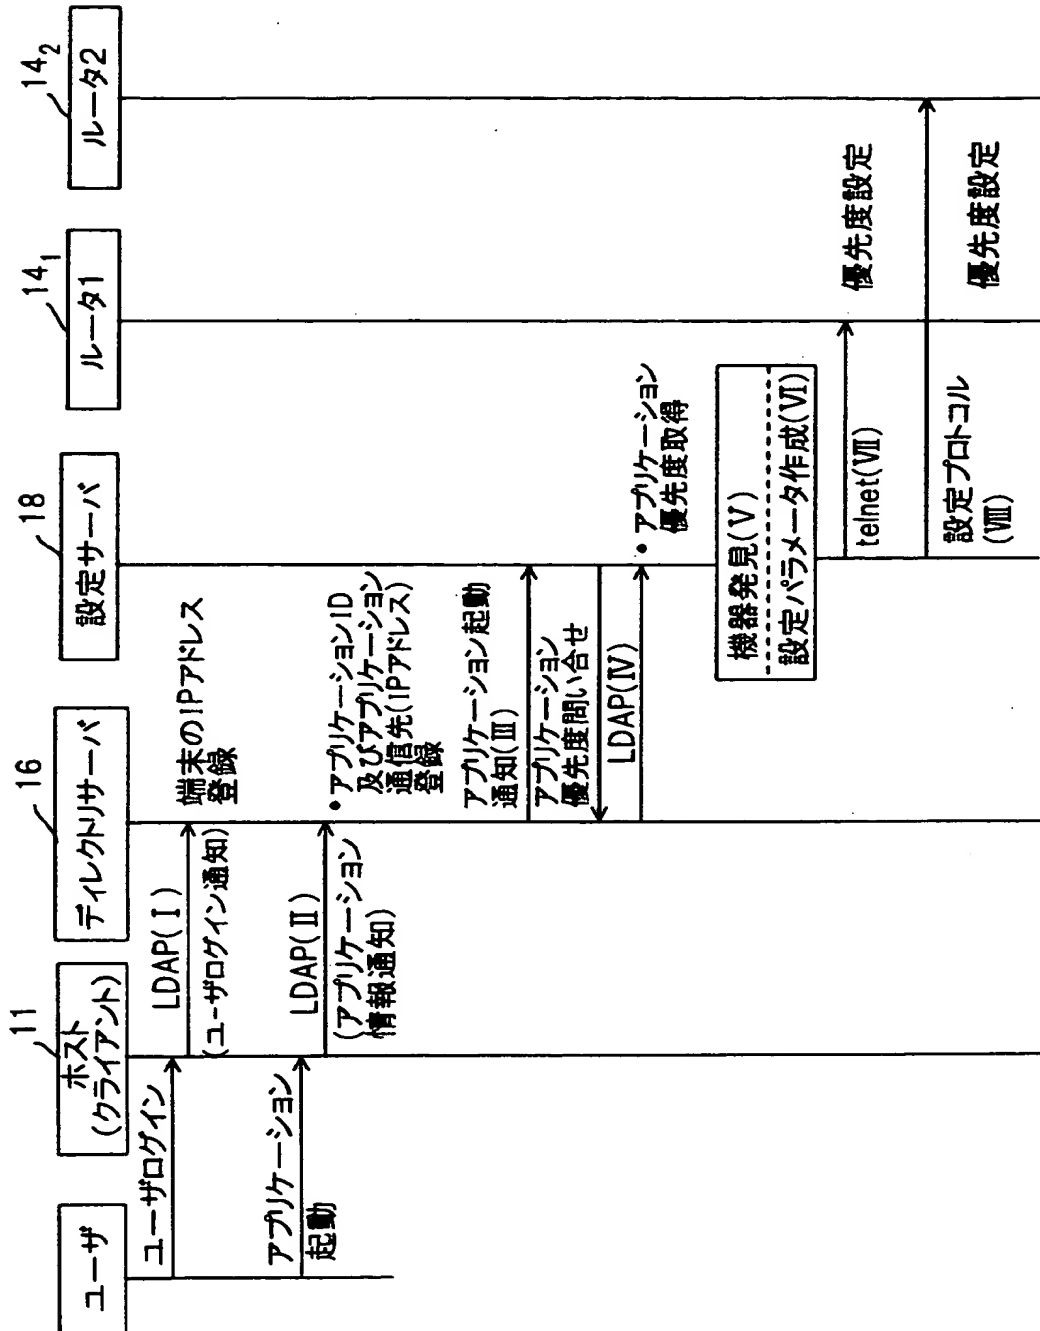 ユーザ
11
ホスト
(クライアント)
16
ディレクトリサーバ
18
設定サーバ
14₁
ルータ1
14₂
ルータ2
ユーザログイン
LDAP(Ⅰ)
(ユーザログイン通知)
端末のIPアドレス
登録
アプリケーション
起動
LDAP(Ⅱ)
(アプリケーション
情報通知)
•アプリケーションID
及びアプリケーション
通信先(IPアドレス)
登録
アプリケーション起動
通知(Ⅲ)
アプリケーション
優先度問い合せ
LDAP(Ⅳ)
•アプリケーション
優先度取得
機器発見(Ⅴ)
設定パラメータ作成(Ⅵ)
telnet(Ⅶ)
優先度設定
設定プロトコル
(Ⅷ)
優先度設定